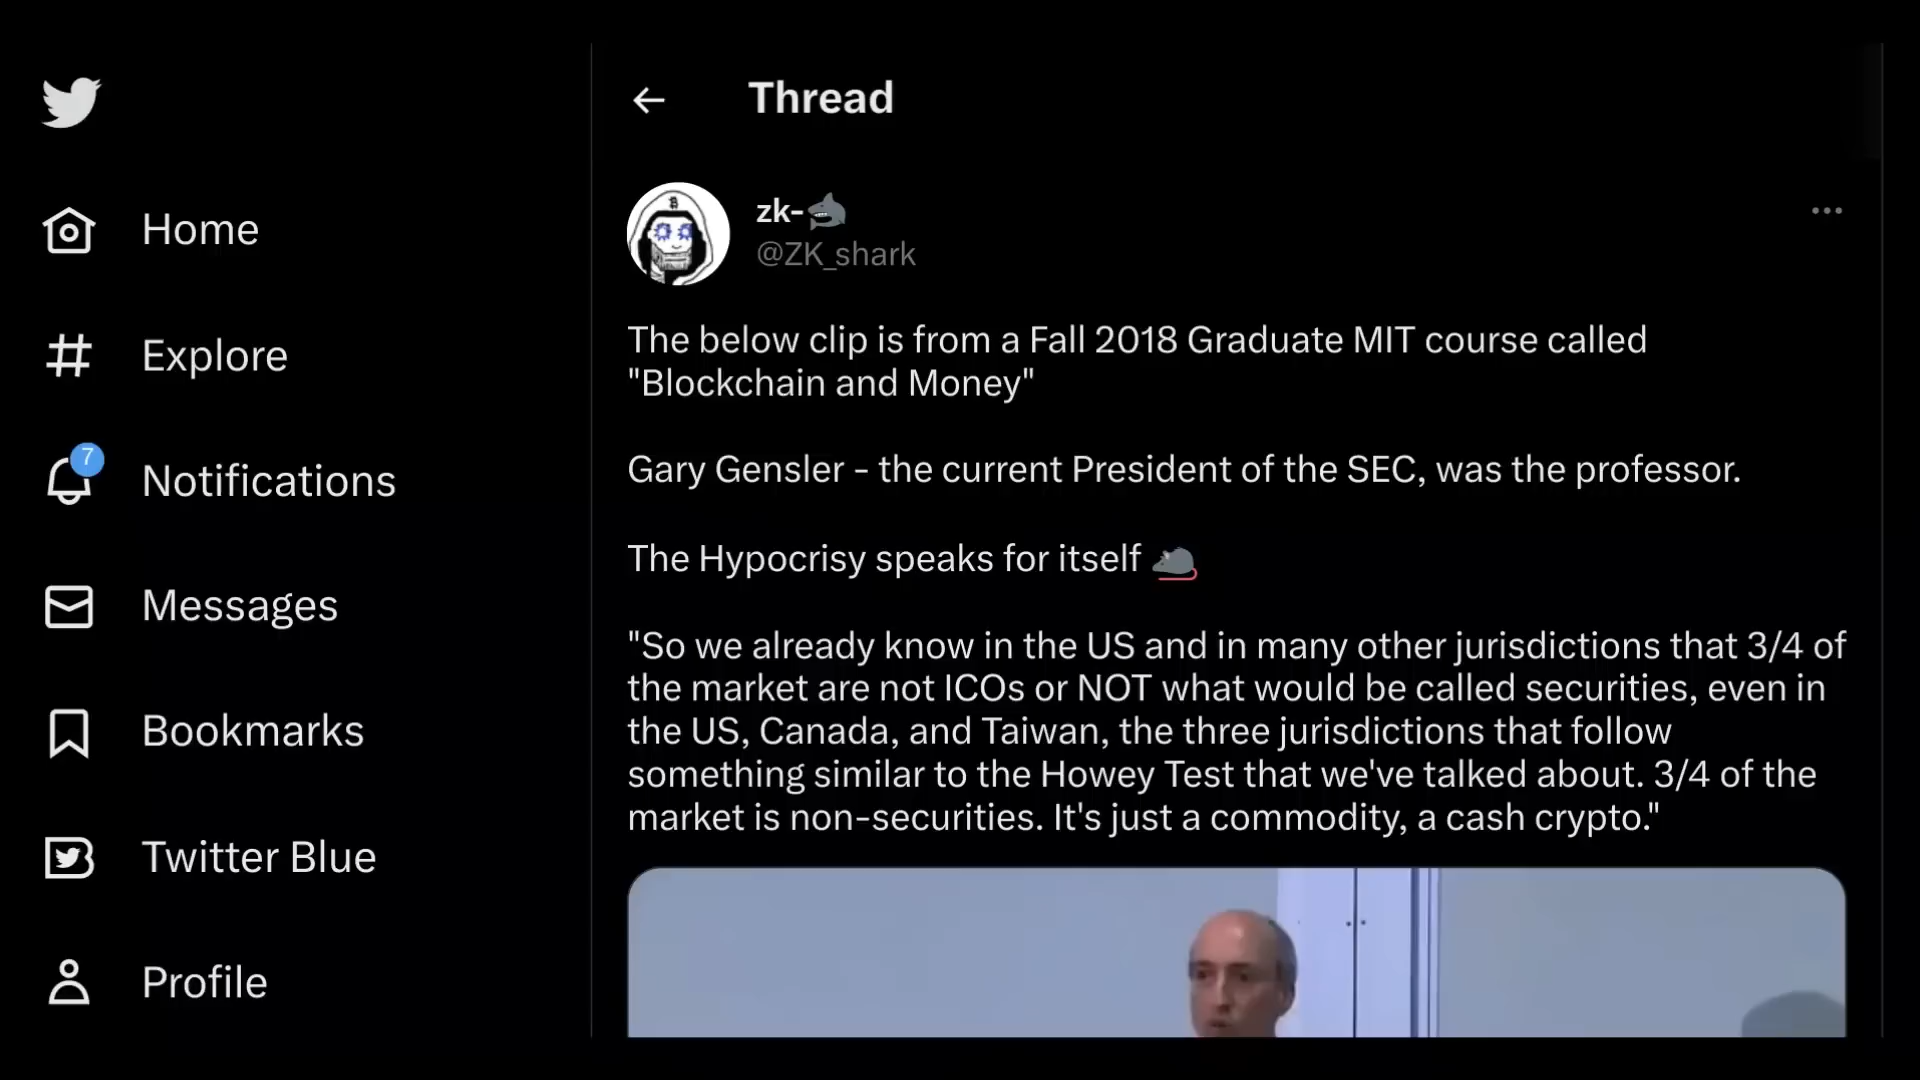 Home
Explore
7
Notifications
Messages
Bookmarks
Twitter Blue
Profile
Thread
zk-🦈
@ZK_shark
The below clip is from a Fall 2018 Graduate MIT course called
"Blockchain and Money"
Gary Gensler - the current President of the SEC, was the professor.
The Hypocrisy speaks for itself 🐀
"So we already know in the US and in many other jurisdictions that 3/4 of
the market are not ICOs or NOT what would be called securities, even in
the US, Canada, and Taiwan, the three jurisdictions that follow
something similar to the Howey Test that we've talked about. 3/4 of the
market is non-securities. It's just a commodity, a cash crypto."